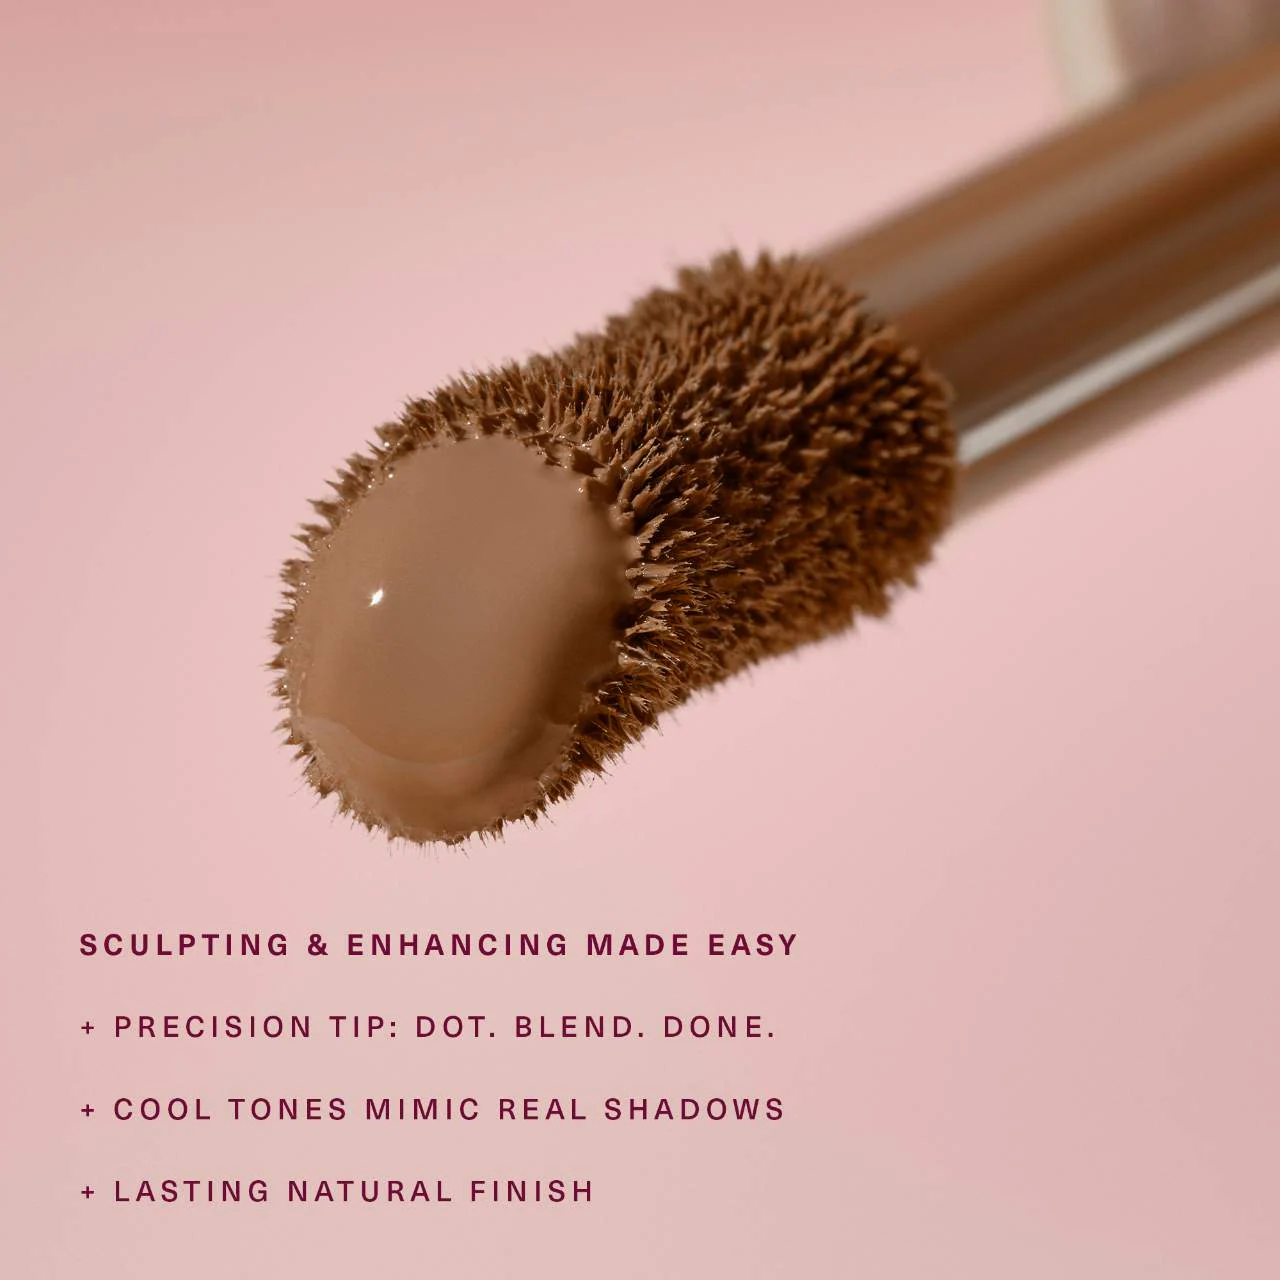 SCULPTING & ENHANCING MADE EASY
+ PRECISION TIP: DOT. BLEND. DONE.
+ COOL TONES MIMIC REAL SHADOWS
+ LASTING NATURAL FINISH